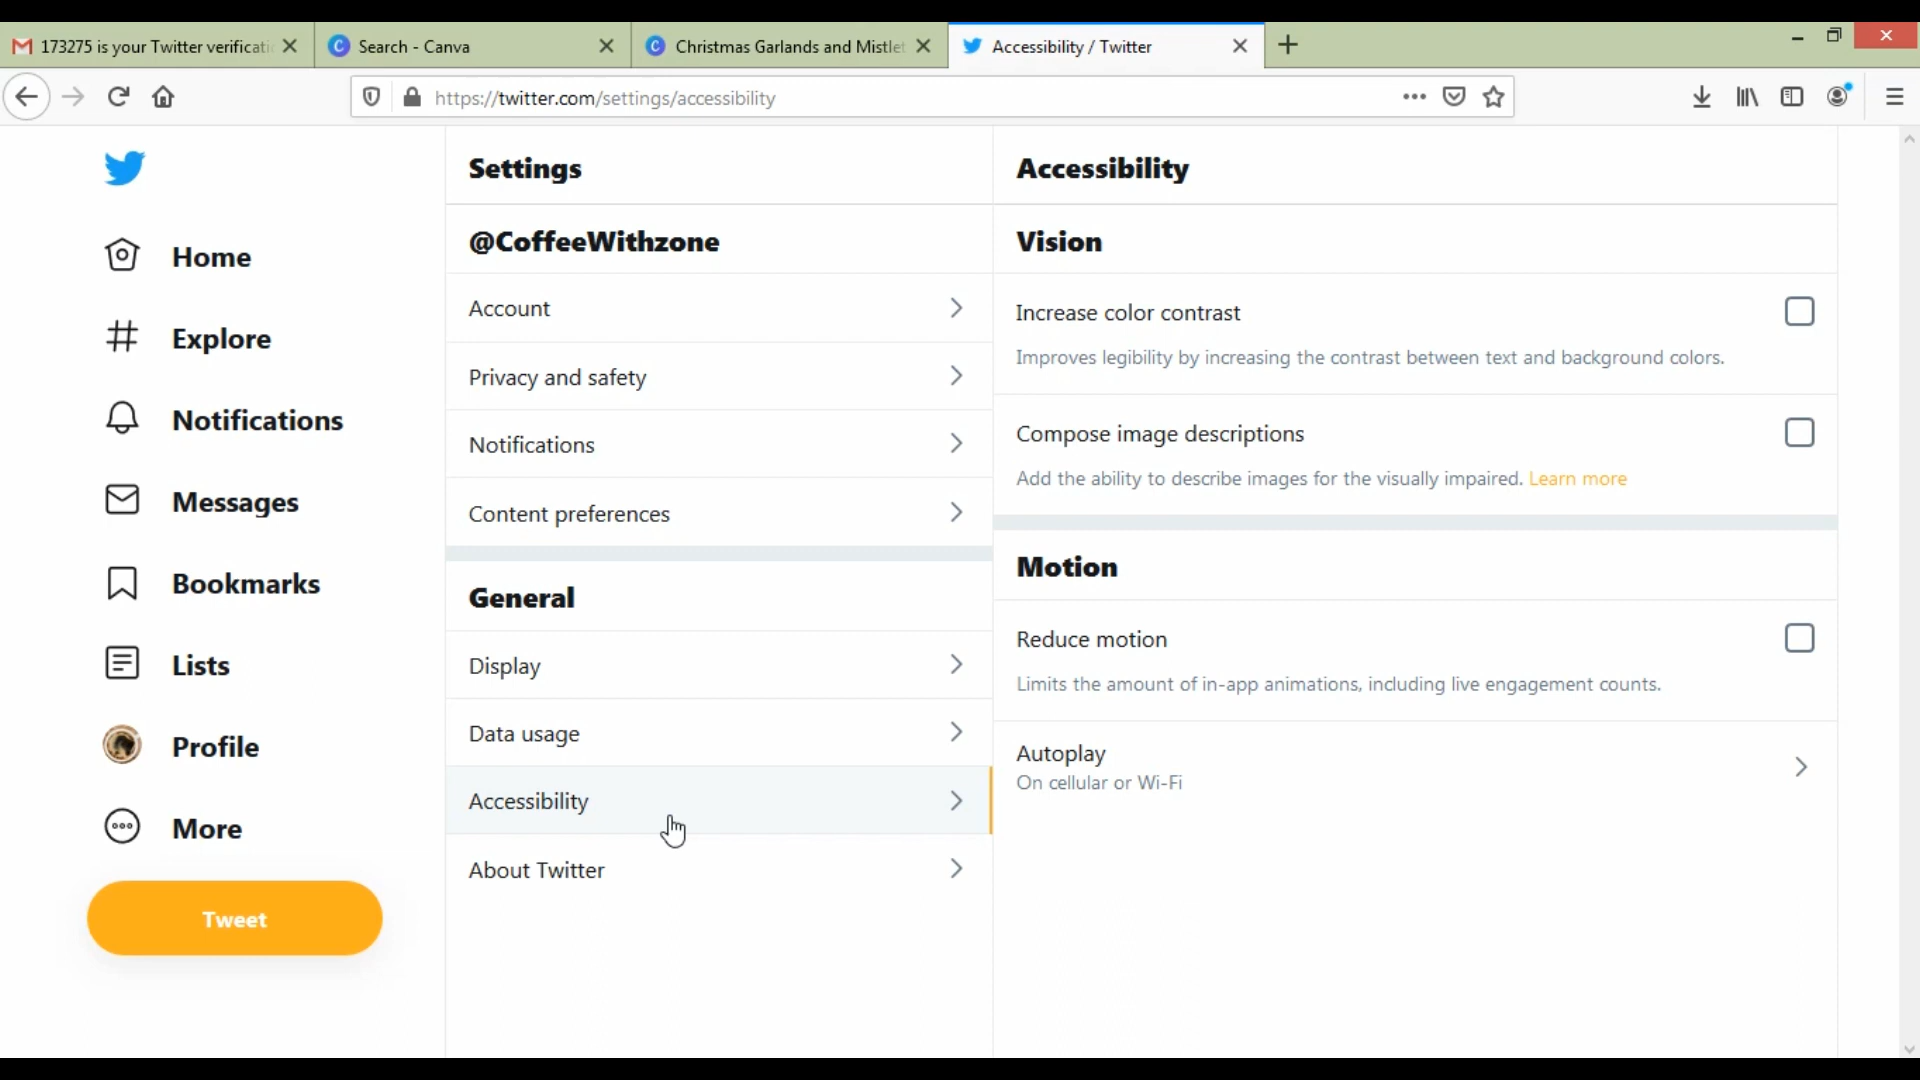 173275 is your Twitter verificati
Search - Canva
Christmas Garlands and Mistlet
Accessibility / Twitter
https://twitter.com/settings/accessibility
Home
Explore
Notifications
Messages
Bookmarks
Lists
Profile
More
Tweet
Settings
@CoffeeWithzone
Account
Privacy and safety
Notifications
Content preferences
General
Display
Data usage
Accessibility
About Twitter
Accessibility
Vision
Increase color contrast
Improves legibility by increasing the contrast between text and background colors.
Compose image descriptions
Add the ability to describe images for the visually impaired. Learn more
Motion
Reduce motion
Limits the amount of in-app animations, including live engagement counts.
Autoplay
On cellular or Wi-Fi